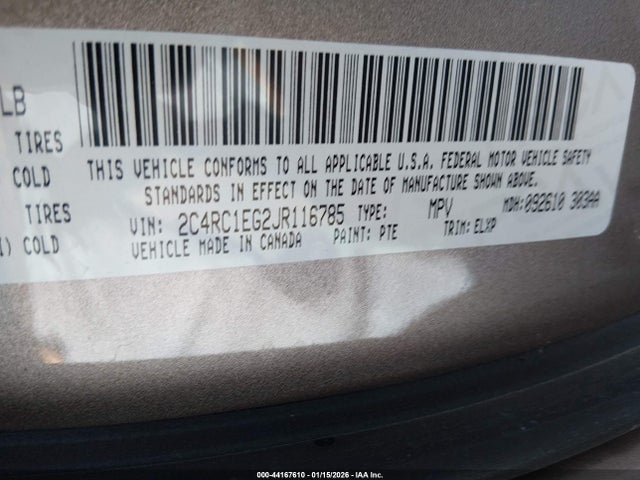 LB
TIRES
COLD
TIRES
) COLD
THIS VEHICLE CONFORMS TO ALL APPLICABLE U.S.A. FEDERAL MOTOR VEHICLE SAFETY
STANDARDS IN EFFECT ON THE DATE OF MANUFACTURE SHOWN ABOVE.
VIN: 2C4RC1EG2JR116785 TYPE: MPV MDH:092610 303AA
VEHICLE MADE IN CANADA PAINT: PTE TRIM: ELXP
000-44167610 - 01/15/2026 - IAA Inc.